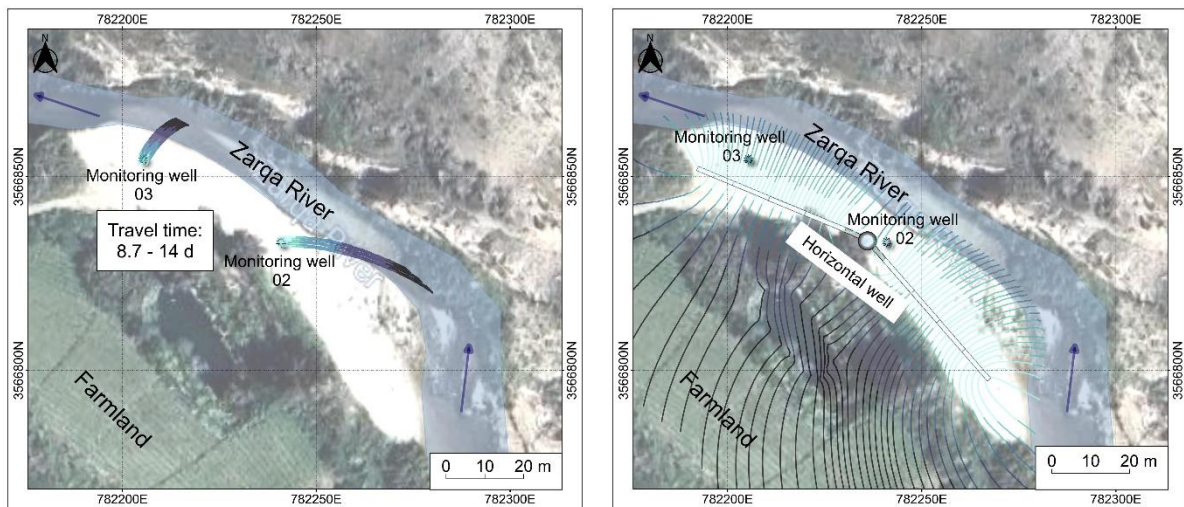 782200E 782250E 782300E
N
3566850N
3566800N
Zarqa River
River
Monitoring well
03
Travel time:
8.7 - 14 d
Monitoring well
02
Farmland
0 10 20 m
3566850N
3566800N
782200E 782250E 782300E
782200E 782250E 782300E
N
3566850N
3566800N
Monitoring well
03
Zarqa River
Monitoring well
02
Horizontal well
Farmland
0 10 20 m
3566850N
3566800N
782200E 782250E 782300E